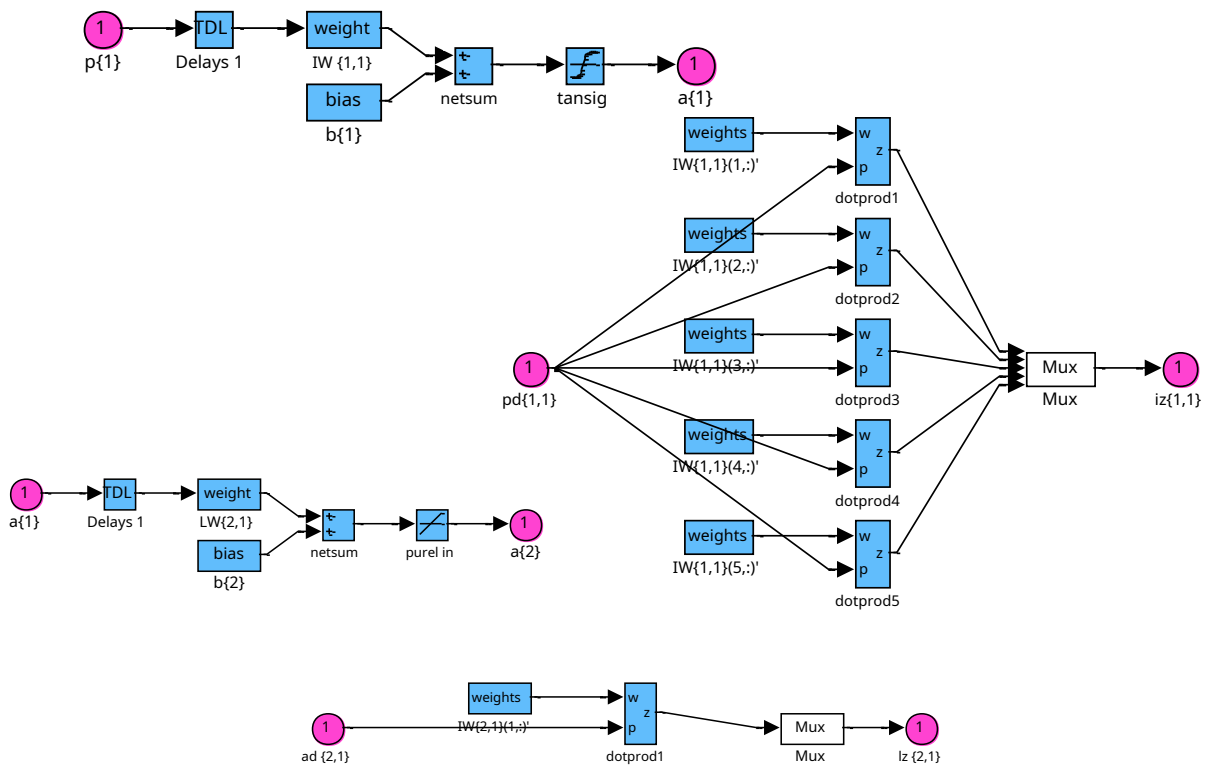 1
TDL
weight
p{1}
Delays 1
IW {1,1}
bias
b{1}
netsum
tansig
1
a{1}
weights
IW{1,1}(1,:)'
w
z
p
dotprod1
weights
IW{1,1}(2,:)'
w
z
p
dotprod2
weights
IW{1,1}(3,:)'
w
z
p
dotprod3
1
pd{1,1}
Mux
Mux
1
iz{1,1}
weights
IW{1,1}(4,:)'
w
z
p
dotprod4
weights
IW{1,1}(5,:)'
w
z
p
dotprod5
1
a{1}
TDL
Delays 1
weight
LW{2,1}
bias
b{2}
netsum
purel in
1
a{2}
weights
IW{2,1}(1,:)'
w
z
p
dotprod1
1
ad {2,1}
Mux
Mux
1
lz {2,1}